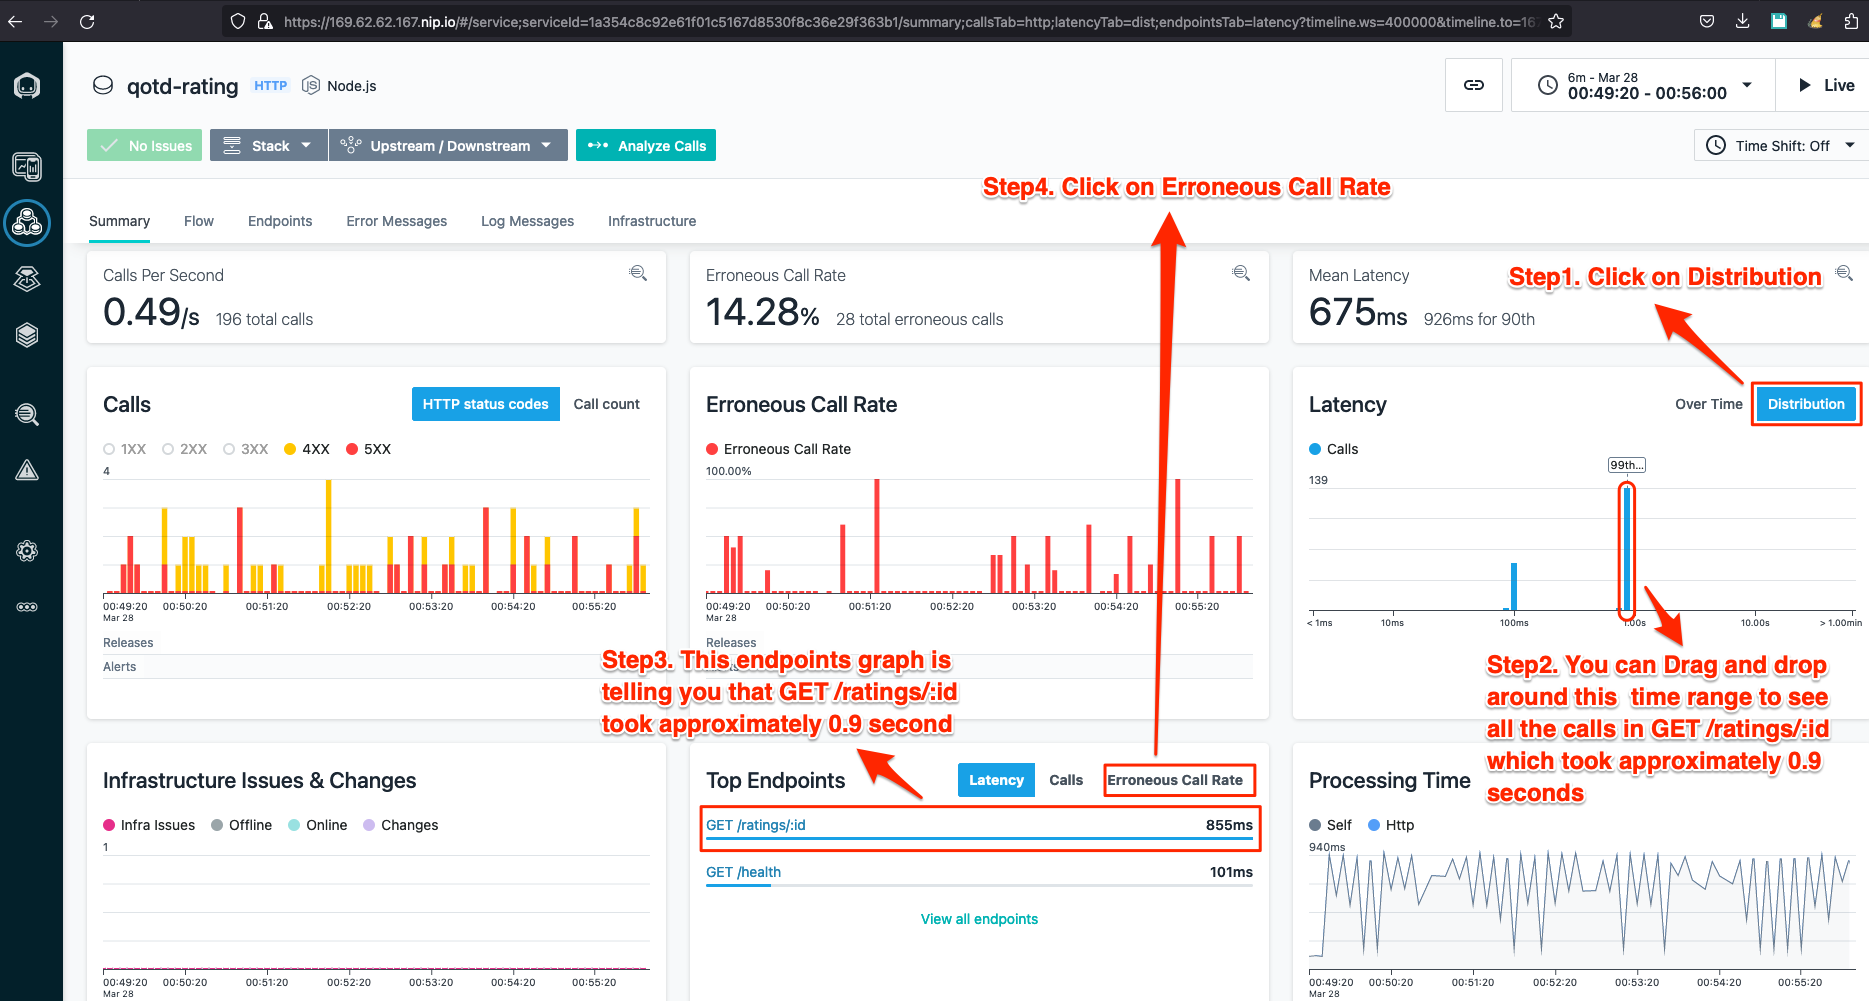 https://169.62.62.167.nip.io/#/service;serviceId=1a354c8c92e61f01c5167d8530f8c36e29f363b1/summary;callsTab=http;latencyTab=dist;endpointsTab=latency?timeline.ws=400000&timeline.to=16
qotd-rating HTTP JS Node.js
6m - Mar 28
00:49:20 - 00:56:00
Live
No Issues
Stack
Upstream / Downstream
Analyze Calls
Time Shift: Off
Step4. Click on Erroneous Call Rate
Summary
Flow
Endpoints
Error Messages
Log Messages
Infrastructure
Calls Per Second
0.49/s 196 total calls
Erroneous Call Rate
14.28% 28 total erroneous calls
Mean Latency
675ms 926ms for 90th
Step1. Click on Distribution
Calls
HTTP status codes
Call count
1XX 2XX 3XX 4XX 5XX
4
00:49:20 00:50:20 00:51:20 00:52:20 00:53:20 00:54:20 00:55:20
Mar 28
Releases
Alerts
Erroneous Call Rate
Erroneous Call Rate
100.00%
00:49:20 00:50:20 00:51:20 00:52:20 00:53:20 00:54:20 00:55:20
Mar 28
Releases
Latency
Over Time
Distribution
Calls
99th...
139
< 1ms 10ms 100ms 1.00s 10.00s > 1.00min
Step3. This endpoints graph is
telling you that GET /ratings/:id
took approximately 0.9 second
Step2. You can Drag and drop
around this time range to see
all the calls in GET /ratings/:id
which took approximately 0.9
seconds
Infrastructure Issues & Changes
Infra Issues Offline Online Changes
1
00:49:20 00:50:20 00:51:20 00:52:20 00:53:20 00:54:20 00:55:20
Mar 28
Top Endpoints
Latency
Calls
Erroneous Call Rate
GET /ratings/:id 855ms
GET /health 101ms
View all endpoints
Processing Time
Self Http
940ms
00:49:20 00:50:20 00:51:20 00:52:20 00:53:20 00:54:20 00:55:20
Mar 28